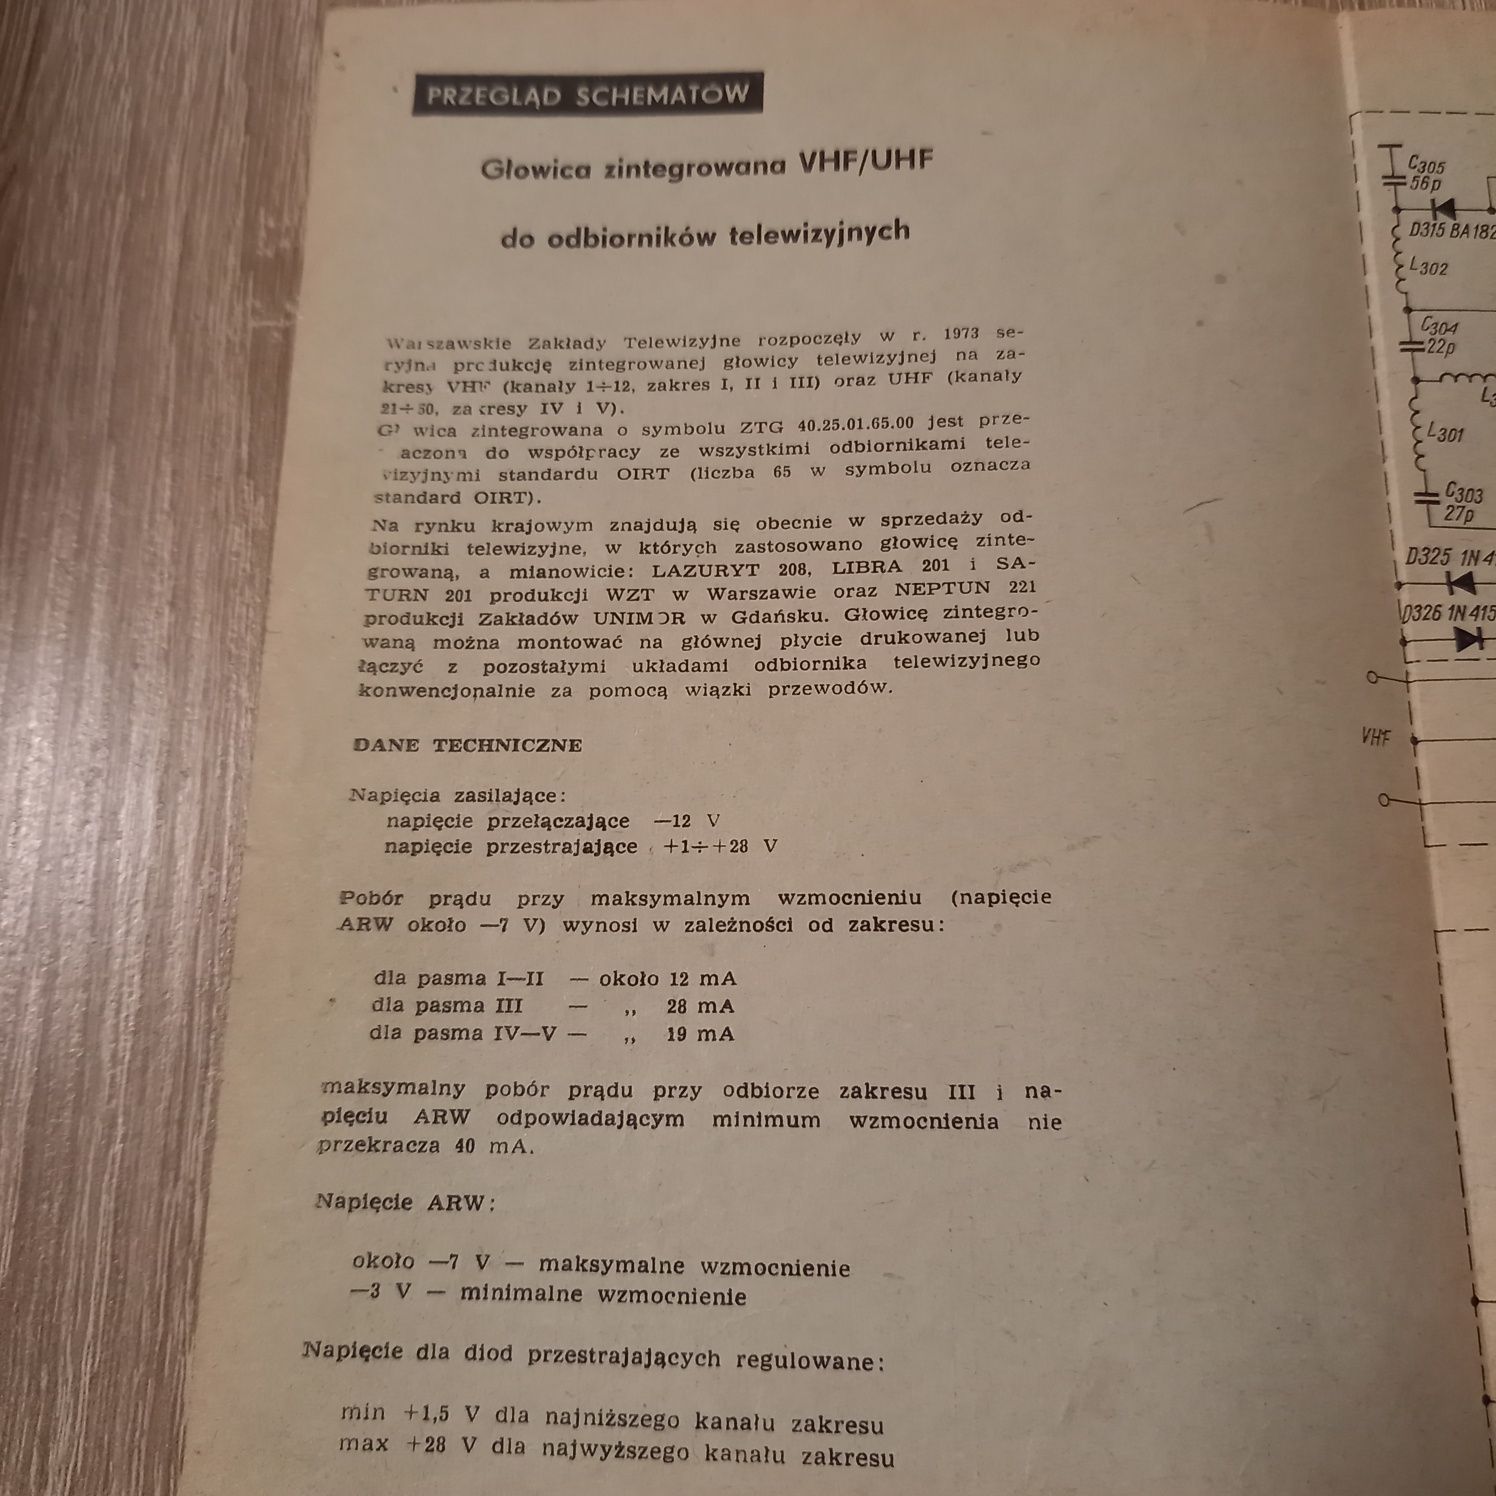 PRZEGLĄD SCHEMATÓW
Głowica zintegrowana VHF/UHF
do odbiorników telewizyjnych
Warszawskie Zakłady Telewizyjne rozpoczęły w r. 1973 se-
ryjną produkcję zintegrowanej głowicy telewizyjnej na za-
kresy VHF (kanały 1÷12, zakres I, II i III) oraz UHF (kanały
21÷60, zakresy IV i V).
Gł wica zintegrowana o symbolu ZTG 40.25.01.65.00 jest prze-
aczona do współpracy ze wszystkimi odbiornikami tele-
wizyjnymi standardu OIRT (liczba 65 w symbolu oznacza
standard OIRT).
Na rynku krajowym znajdują się obecnie w sprzedaży od-
biorniki telewizyjne, w których zastosowano głowicę zinte-
growaną, a mianowicie: LAZURYT 208, LIBRA 201 i SA-
TURN 201 produkcji WZT w Warszawie oraz NEPTUN 221
produkcji Zakładów UNIMOR w Gdańsku. Głowicę zintegro-
waną można montować na głównej płycie drukowanej lub
łączyć z pozostałymi układami odbiornika telewizyjnego
konwencjonalnie za pomocą wiązki przewodów.
DANE TECHNICZNE
Napięcia zasilające:
napięcie przełączające —12 V
napięcie przestrajające +1÷+28 V
Pobór prądu przy maksymalnym wzmocnieniu (napięcie
ARW około —7 V) wynosi w zależności od zakresu:
dla pasma I—II — około 12 mA
dla pasma III — „ 28 mA
dla pasma IV—V — „ 19 mA
maksymalny pobór prądu przy odbiorze zakresu III i na-
pięciu ARW odpowiadającym minimum wzmocnienia nie
przekracza 40 mA.
Napięcie ARW:
około —7 V — maksymalne wzmocnienie
—3 V — minimalne wzmocnienie
Napięcie dla diod przestrajających regulowane:
min +1,5 V dla najniższego kanału zakresu
max +28 V dla najwyższego kanału zakresu
C305
56p
D315 BA182
L302
C304
22p
L301
C303
27p
D325 1N4
D326 1N415
VHF